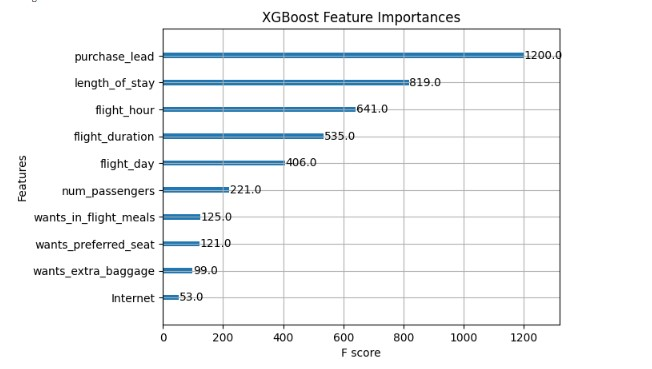 XGBoost Feature Importances
purchase_lead 1200.0
length_of_stay 819.0
flight_hour 641.0
flight_duration 535.0
flight_day 406.0
num_passengers 221.0
wants_in_flight_meals 125.0
wants_preferred_seat 121.0
wants_extra_baggage 99.0
Internet 53.0
Features
0 200 400 600 800 1000 1200
F score